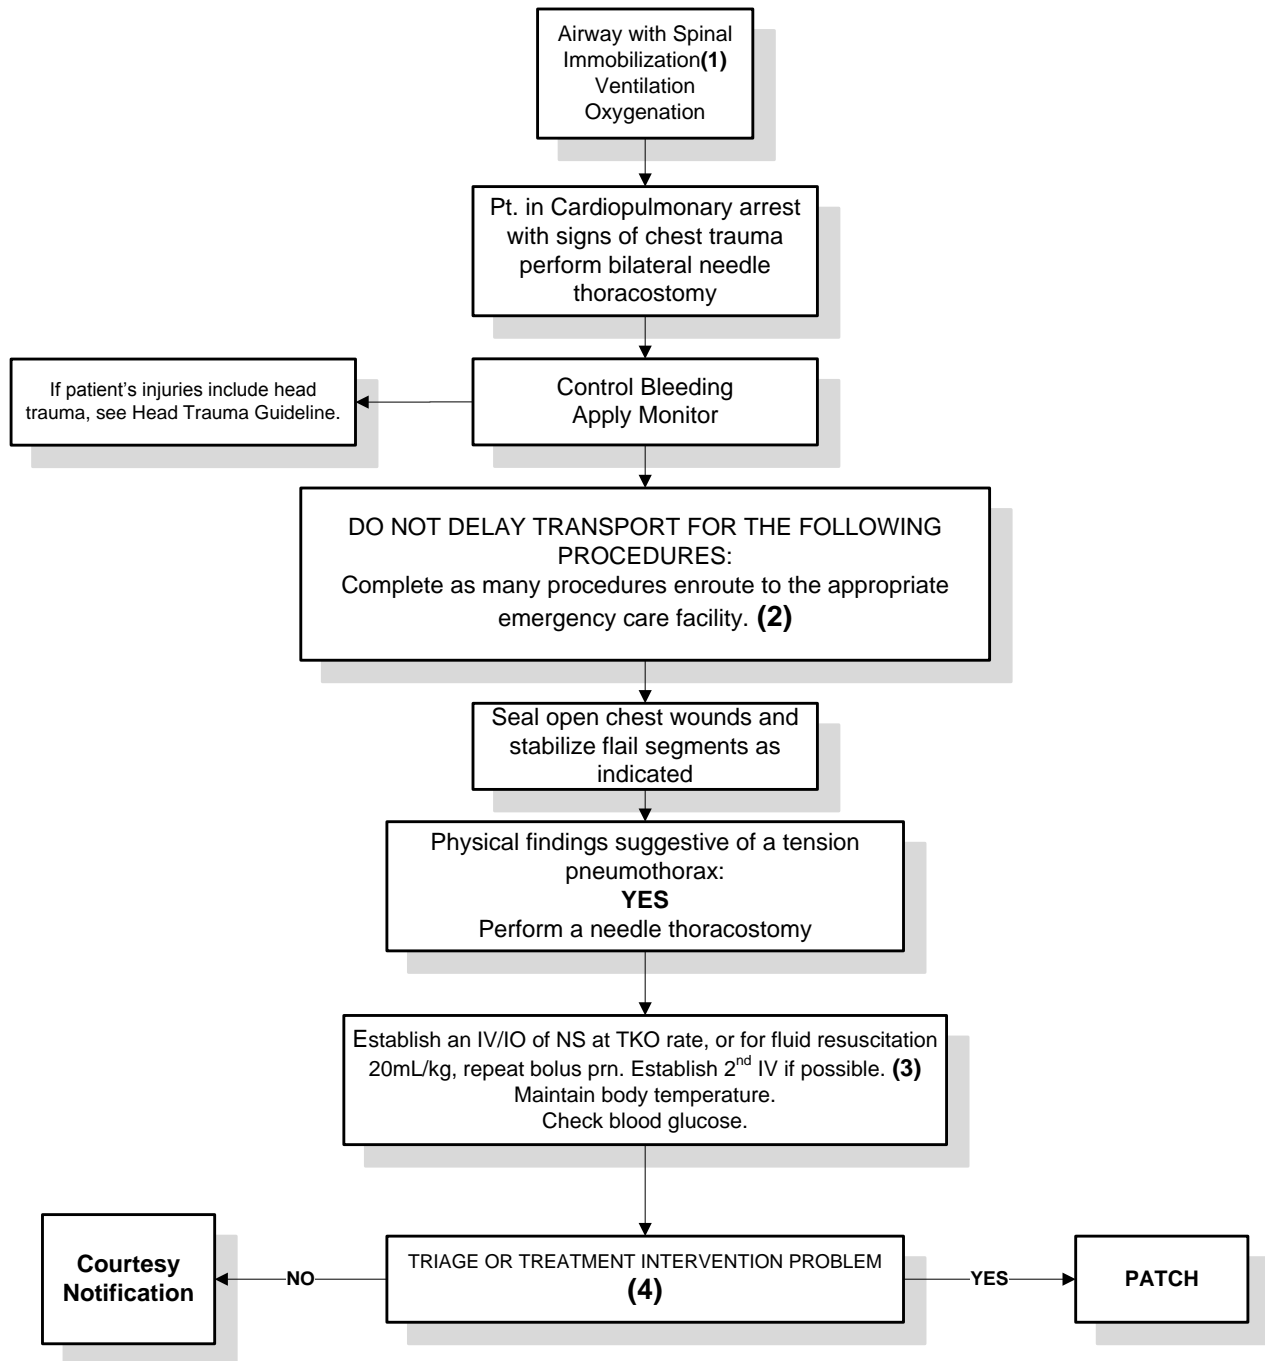 Airway with Spinal
Immobilization(1)
Ventilation
Oxygenation
Pt. in Cardiopulmonary arrest
with signs of chest trauma
perform bilateral needle
thoracostomy
If patient's injuries include head
trauma, see Head Trauma Guideline.
Control Bleeding
Apply Monitor
DO NOT DELAY TRANSPORT FOR THE FOLLOWING
PROCEDURES:
Complete as many procedures enroute to the appropriate
emergency care facility. (2)
Seal open chest wounds and
stabilize flail segments as
indicated
Physical findings suggestive of a tension
pneumothorax:
YES
Perform a needle thoracostomy
Establish an IV/IO of NS at TKO rate, or for fluid resuscitation
20mL/kg, repeat bolus prn. Establish 2nd IV if possible. (3)
Maintain body temperature.
Check blood glucose.
Courtesy
Notification
NO
TRIAGE OR TREATMENT INTERVENTION PROBLEM
(4)
YES
PATCH